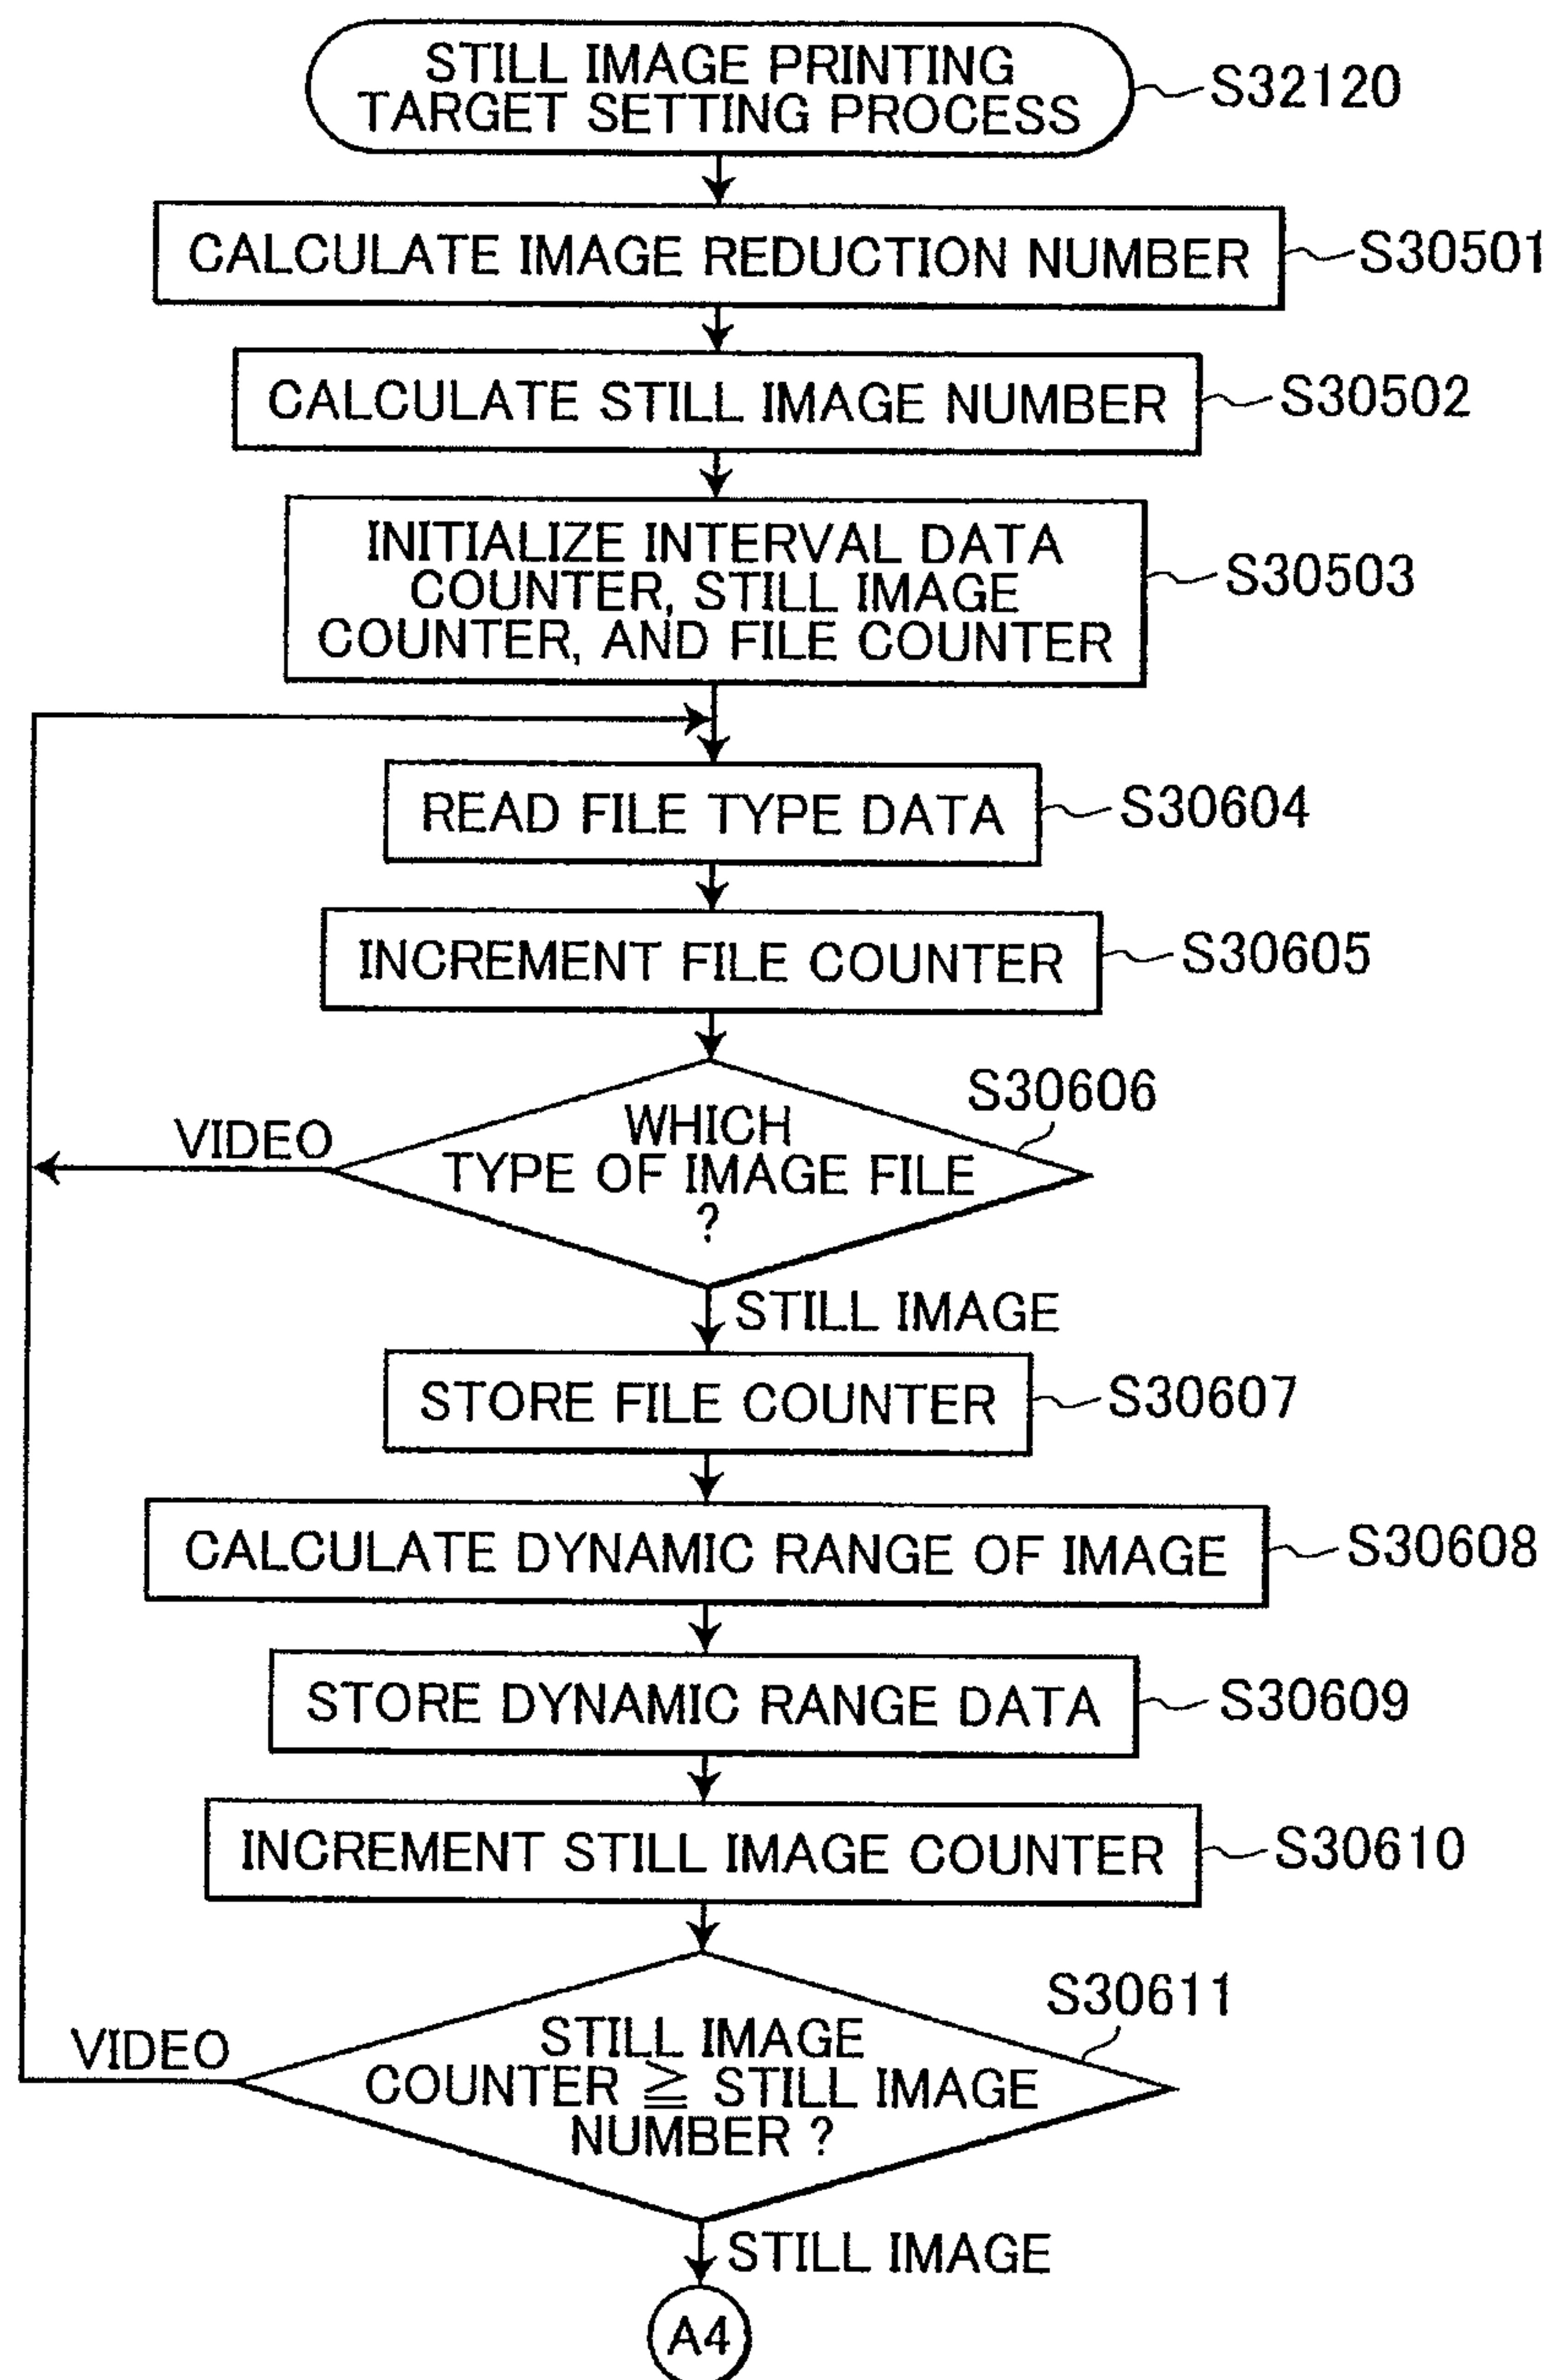 STILL IMAGE PRINTING
TARGET SETTING PROCESS
S32120
CALCULATE IMAGE REDUCTION NUMBER
S30501
CALCULATE STILL IMAGE NUMBER
S30502
INITIALIZE INTERVAL DATA
COUNTER, STILL IMAGE
COUNTER, AND FILE COUNTER
S30503
READ FILE TYPE DATA
S30604
INCREMENT FILE COUNTER
S30605
S30606
WHICH
TYPE OF IMAGE FILE
?
VIDEO
STILL IMAGE
STORE FILE COUNTER
S30607
CALCULATE DYNAMIC RANGE OF IMAGE
S30608
STORE DYNAMIC RANGE DATA
S30609
INCREMENT STILL IMAGE COUNTER
S30610
S30611
STILL IMAGE
COUNTER ≧ STILL IMAGE
NUMBER ?
VIDEO
STILL IMAGE
A4